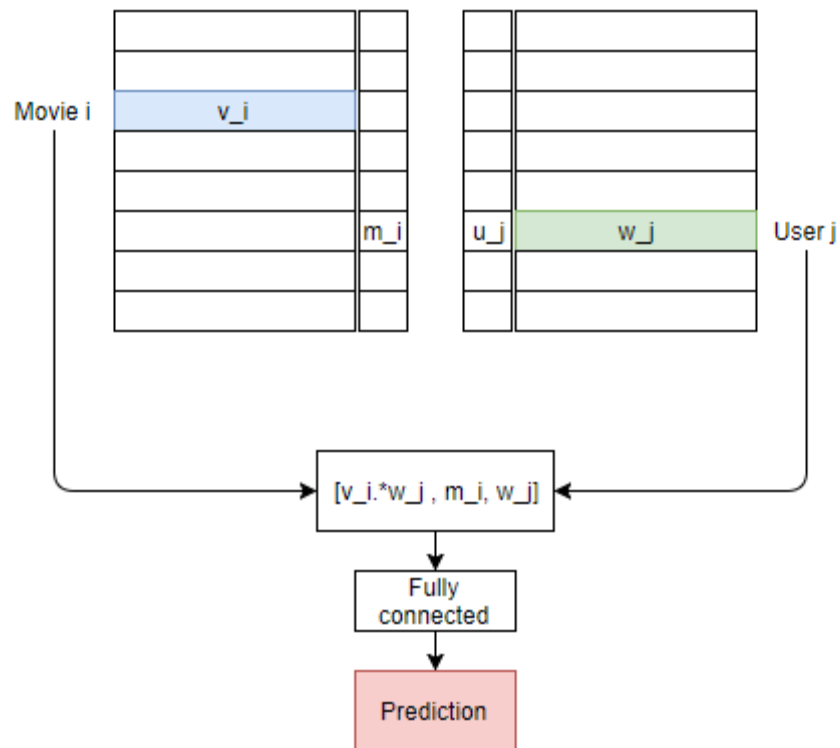 Movie i
v_i
m_i
u_j
w_j
User j
[v_i.*w_j , m_i, w_j]
Fully
connected
Prediction